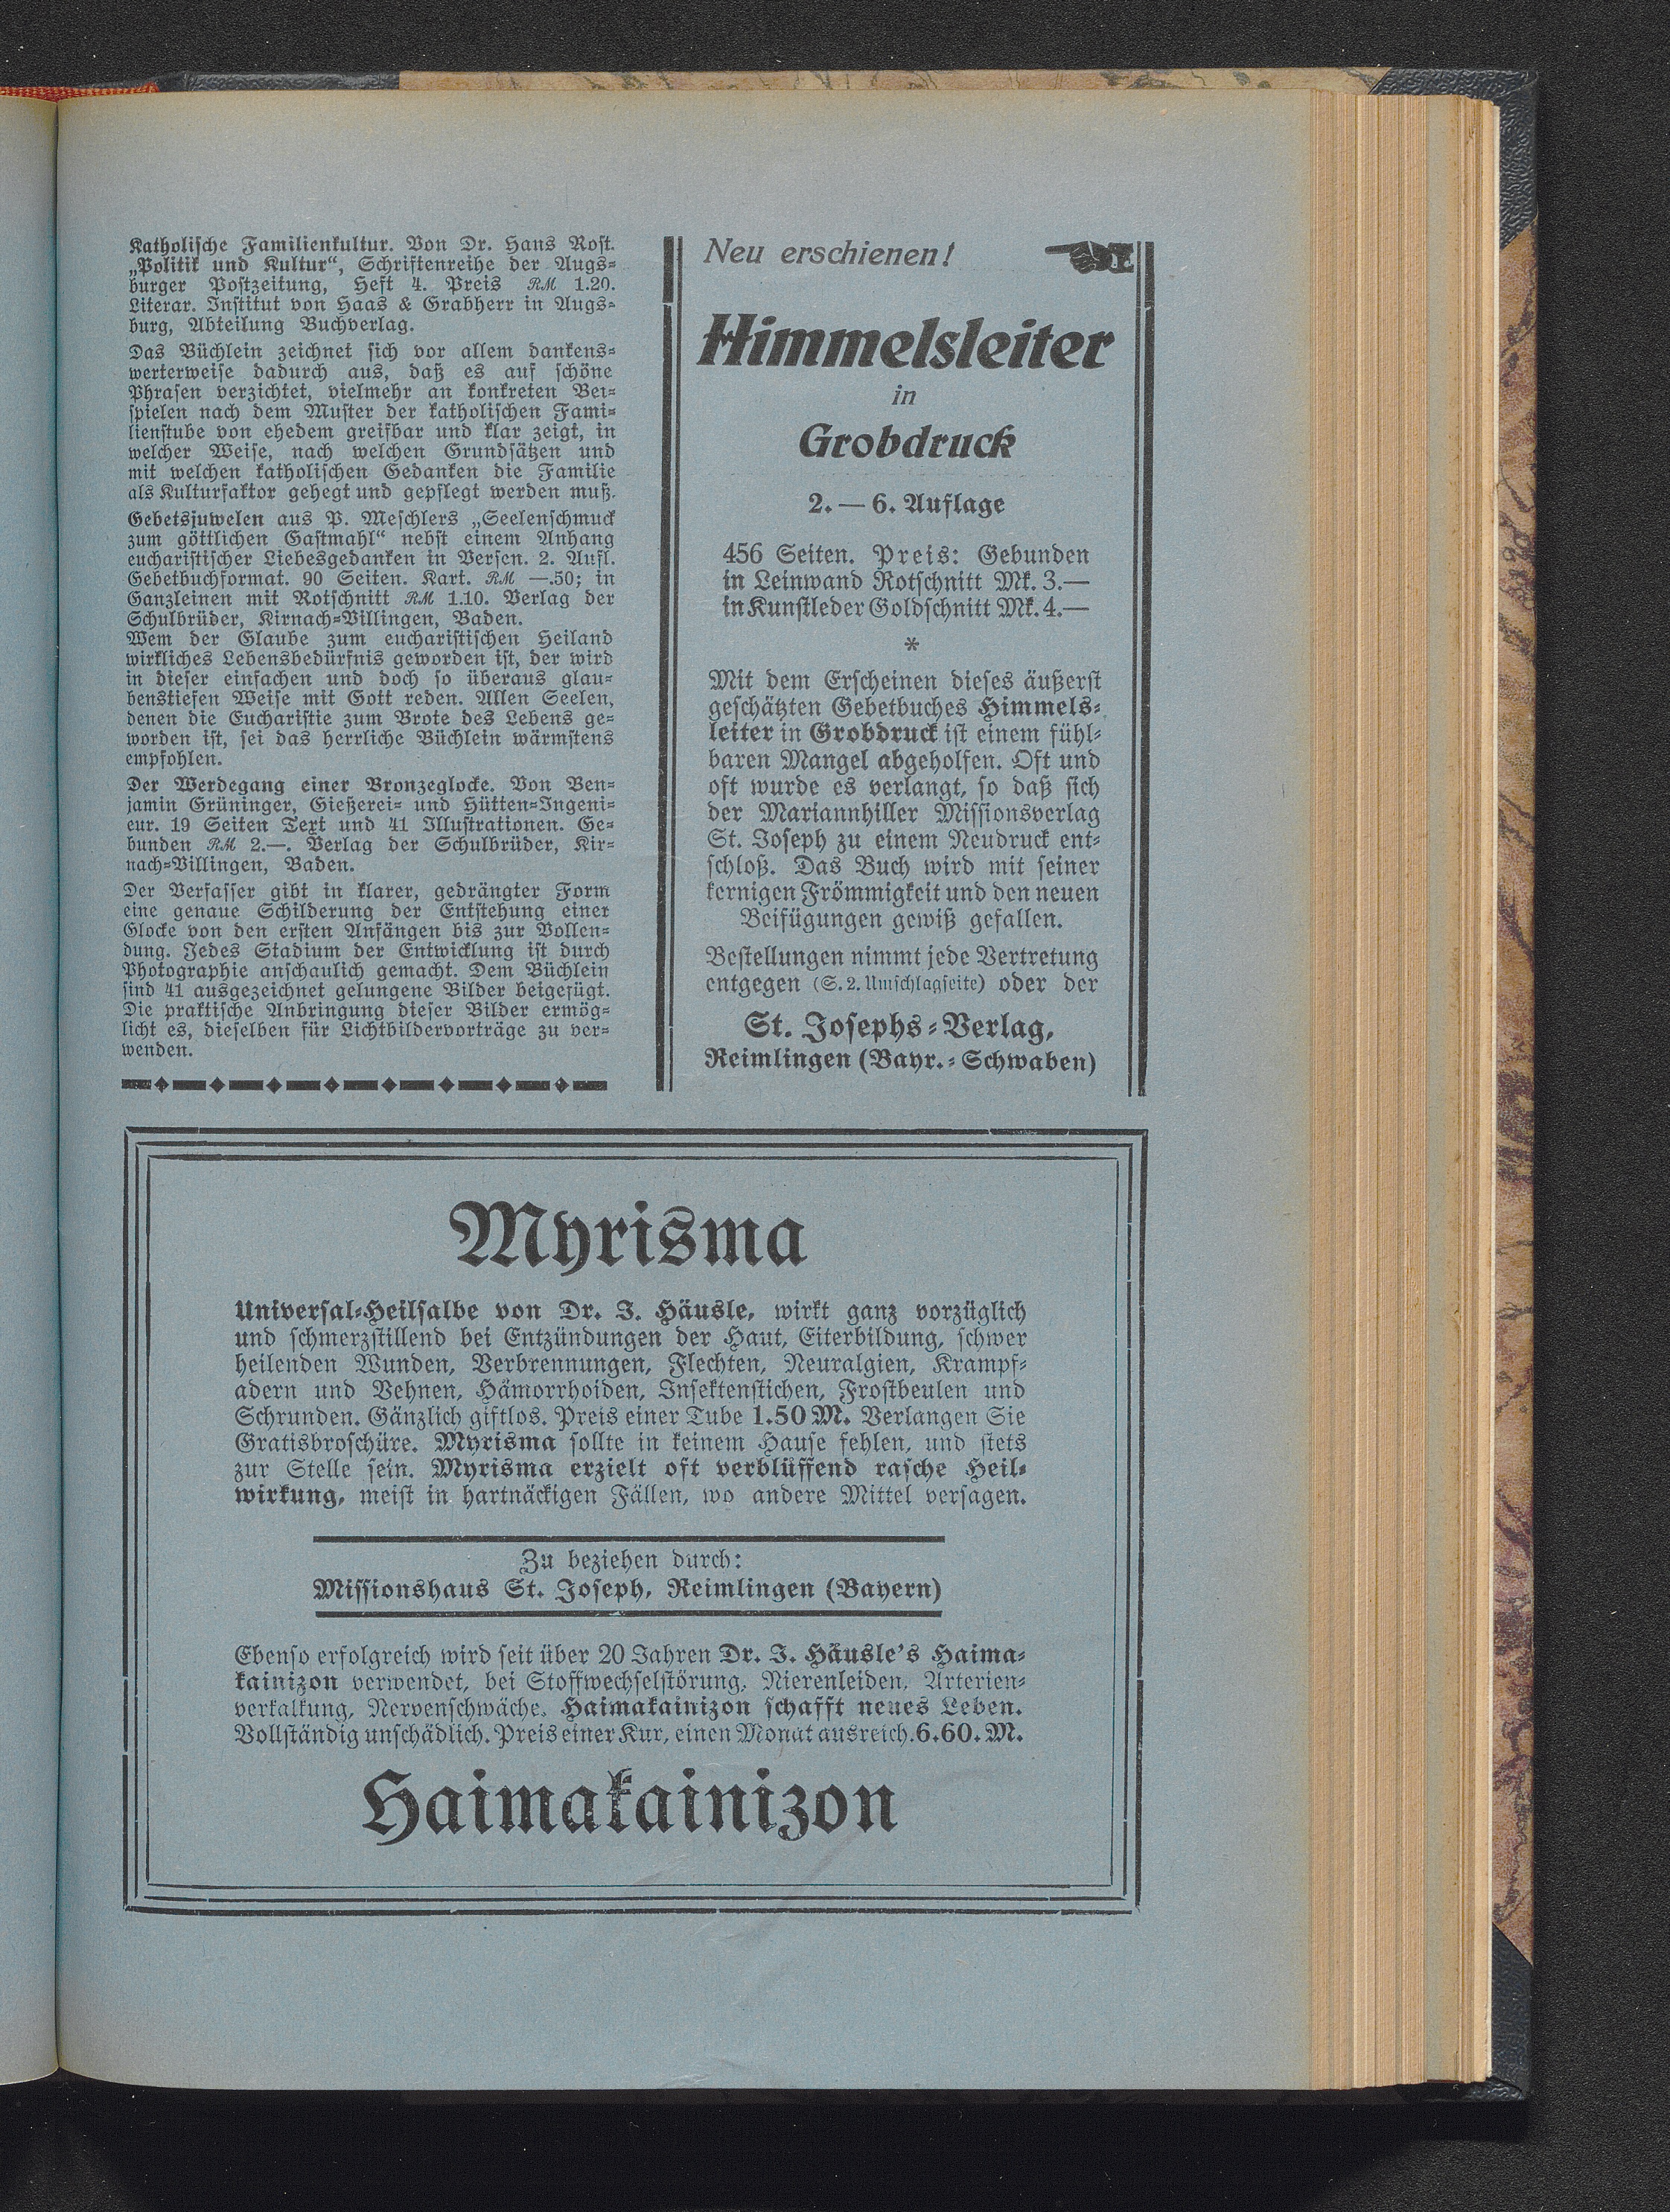 Katholische Familienkultur. Von Dr. Hans Rost.
„Politik und Kultur“, Schriftenreihe der Augs-
burger Postzeitung, Heft 4. Preis RM 1.20.
Literar. Institut von Haas & Grabherr in Augs-
burg, Abteilung Buchverlag.
Das Büchlein zeichnet sich vor allem dankens-
werterweise dadurch aus, daß es auf schöne
Phrasen verzichtet, vielmehr an konkreten Bei-
spielen nach dem Muster der katholischen Fami-
lienstube von ehedem greifbar und klar zeigt, in
welcher Weise, nach welchen Grundsätzen und
mit welchen katholischen Gedanken die Familie
als Kulturfaktor gehegt und gepflegt werden muß.
Gebetsjuwelen aus P. Meschlers „Seelenschmuck
zum göttlichen Gastmahl“ nebst einem Anhang
eucharistischer Liebesgedanken in Versen. 2. Aufl.
Gebetbuchformat. 90 Seiten. Kart. RM —.50; in
Ganzleinen mit Rotschnitt RM 1.10. Verlag der
Schulbrüder, Kirnach-Villingen, Baden.
Wem der Glaube zum eucharistischen Heiland
wirkliches Lebensbedürfnis geworden ist, der wird
in dieser einfachen und doch so überaus glau-
benstiefen Weise mit Gott reden. Allen Seelen,
denen die Eucharistie zum Brote des Lebens ge-
worden ist, sei das herrliche Büchlein wärmstens
empfohlen.
Der Werdegang einer Bronzeglocke. Von Ben-
jamin Grüninger, Gießerei- und Hütten-Ingeni-
eur. 19 Seiten Text und 41 Illustrationen. Ge-
bunden RM 2.—. Verlag der Schulbrüder, Kir-
nach-Villingen, Baden.
Der Verfasser gibt in klarer, gedrängter Form
eine genaue Schilderung der Entstehung einer
Glocke von den ersten Anfängen bis zur Vollen-
dung. Jedes Stadium der Entwicklung ist durch
Photographie anschaulich gemacht. Dem Büchlein
sind 41 ausgezeichnet gelungene Bilder beigefügt.
Die praktische Anbringung dieser Bilder ermög-
licht es, dieselben für Lichtbildervorträge zu ver-
wenden.
Neu erschienen!
Himmelsleiter
in
Grobdruck
2. — 6. Auflage
456 Seiten. Preis: Gebunden
in Leinwand Rotschnitt Mk. 3.—
in Kunstleder Goldschnitt Mk. 4.—
*
Mit dem Erscheinen dieses äußerst
geschätzten Gebetbuches Himmels-
leiter in Grobdruck ist einem fühl-
baren Mangel abgeholfen. Oft und
oft wurde es verlangt, so daß sich
der Mariannhiller Missionsverlag
St. Joseph zu einem Neudruck ent-
schloß. Das Buch wird mit seiner
kernigen Frömmigkeit und den neuen
Beifügungen gewiß gefallen.
Bestellungen nimmt jede Vertretung
entgegen (S. 2. Umschlagseite) oder der
St. Josephs-Verlag,
Reimlingen (Bayr.-Schwaben)
Myrisma
Universal-Heilsalbe von Dr. J. Häusle, wirkt ganz vorzüglich
und schmerzstillend bei Entzündungen der Haut, Eiterbildung, schwer
heilenden Wunden, Verbrennungen, Flechten, Neuralgien, Krampf-
adern und Vehnen, Hämorrhoiden, Insektenstichen, Frostbeulen und
Schrunden. Gänzlich giftlos. Preis einer Tube 1.50 M. Verlangen Sie
Gratisbroschüre. Myrisma sollte in keinem Hause fehlen, und stets
zur Stelle sein. Myrisma erzielt oft verblüffend rasche Heil-
wirkung, meist in hartnäckigen Fällen, wo andere Mittel versagen.
Zu beziehen durch:
Missionshaus St. Joseph, Reimlingen (Bayern)
Ebenso erfolgreich wird seit über 20 Jahren Dr. J. Häusle's Haima-
kainizon verwendet, bei Stoffwechselstörung, Nierenleiden, Arterien-
verkalkung, Nervenschwäche. Haimakainizon schafft neues Leben.
Vollständig unschädlich. Preis einer Kur, einen Monat ausreich. 6.60. M.
Haimakainizon